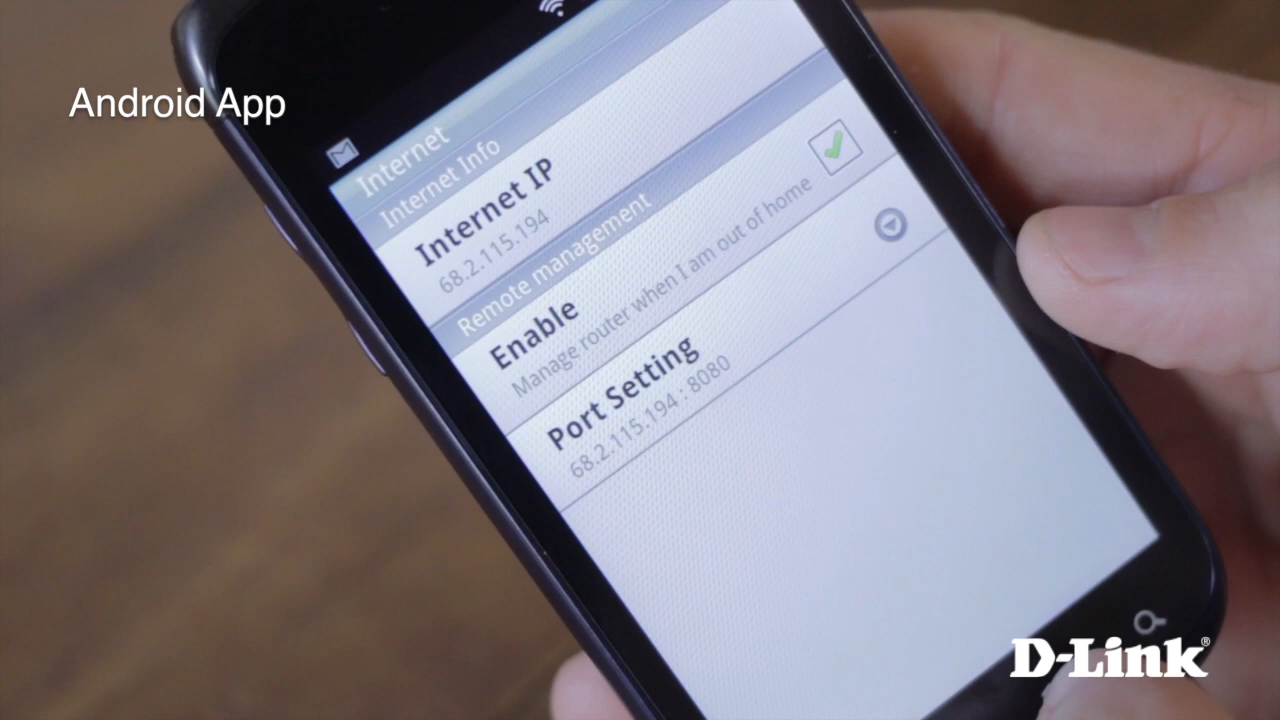 Android App
Internet
Internet Info
Internet IP
68.2.115.194
Remote management
Enable
Manage router when I am out of home
Port Setting
68.2.115.194 : 8080
D-Link®